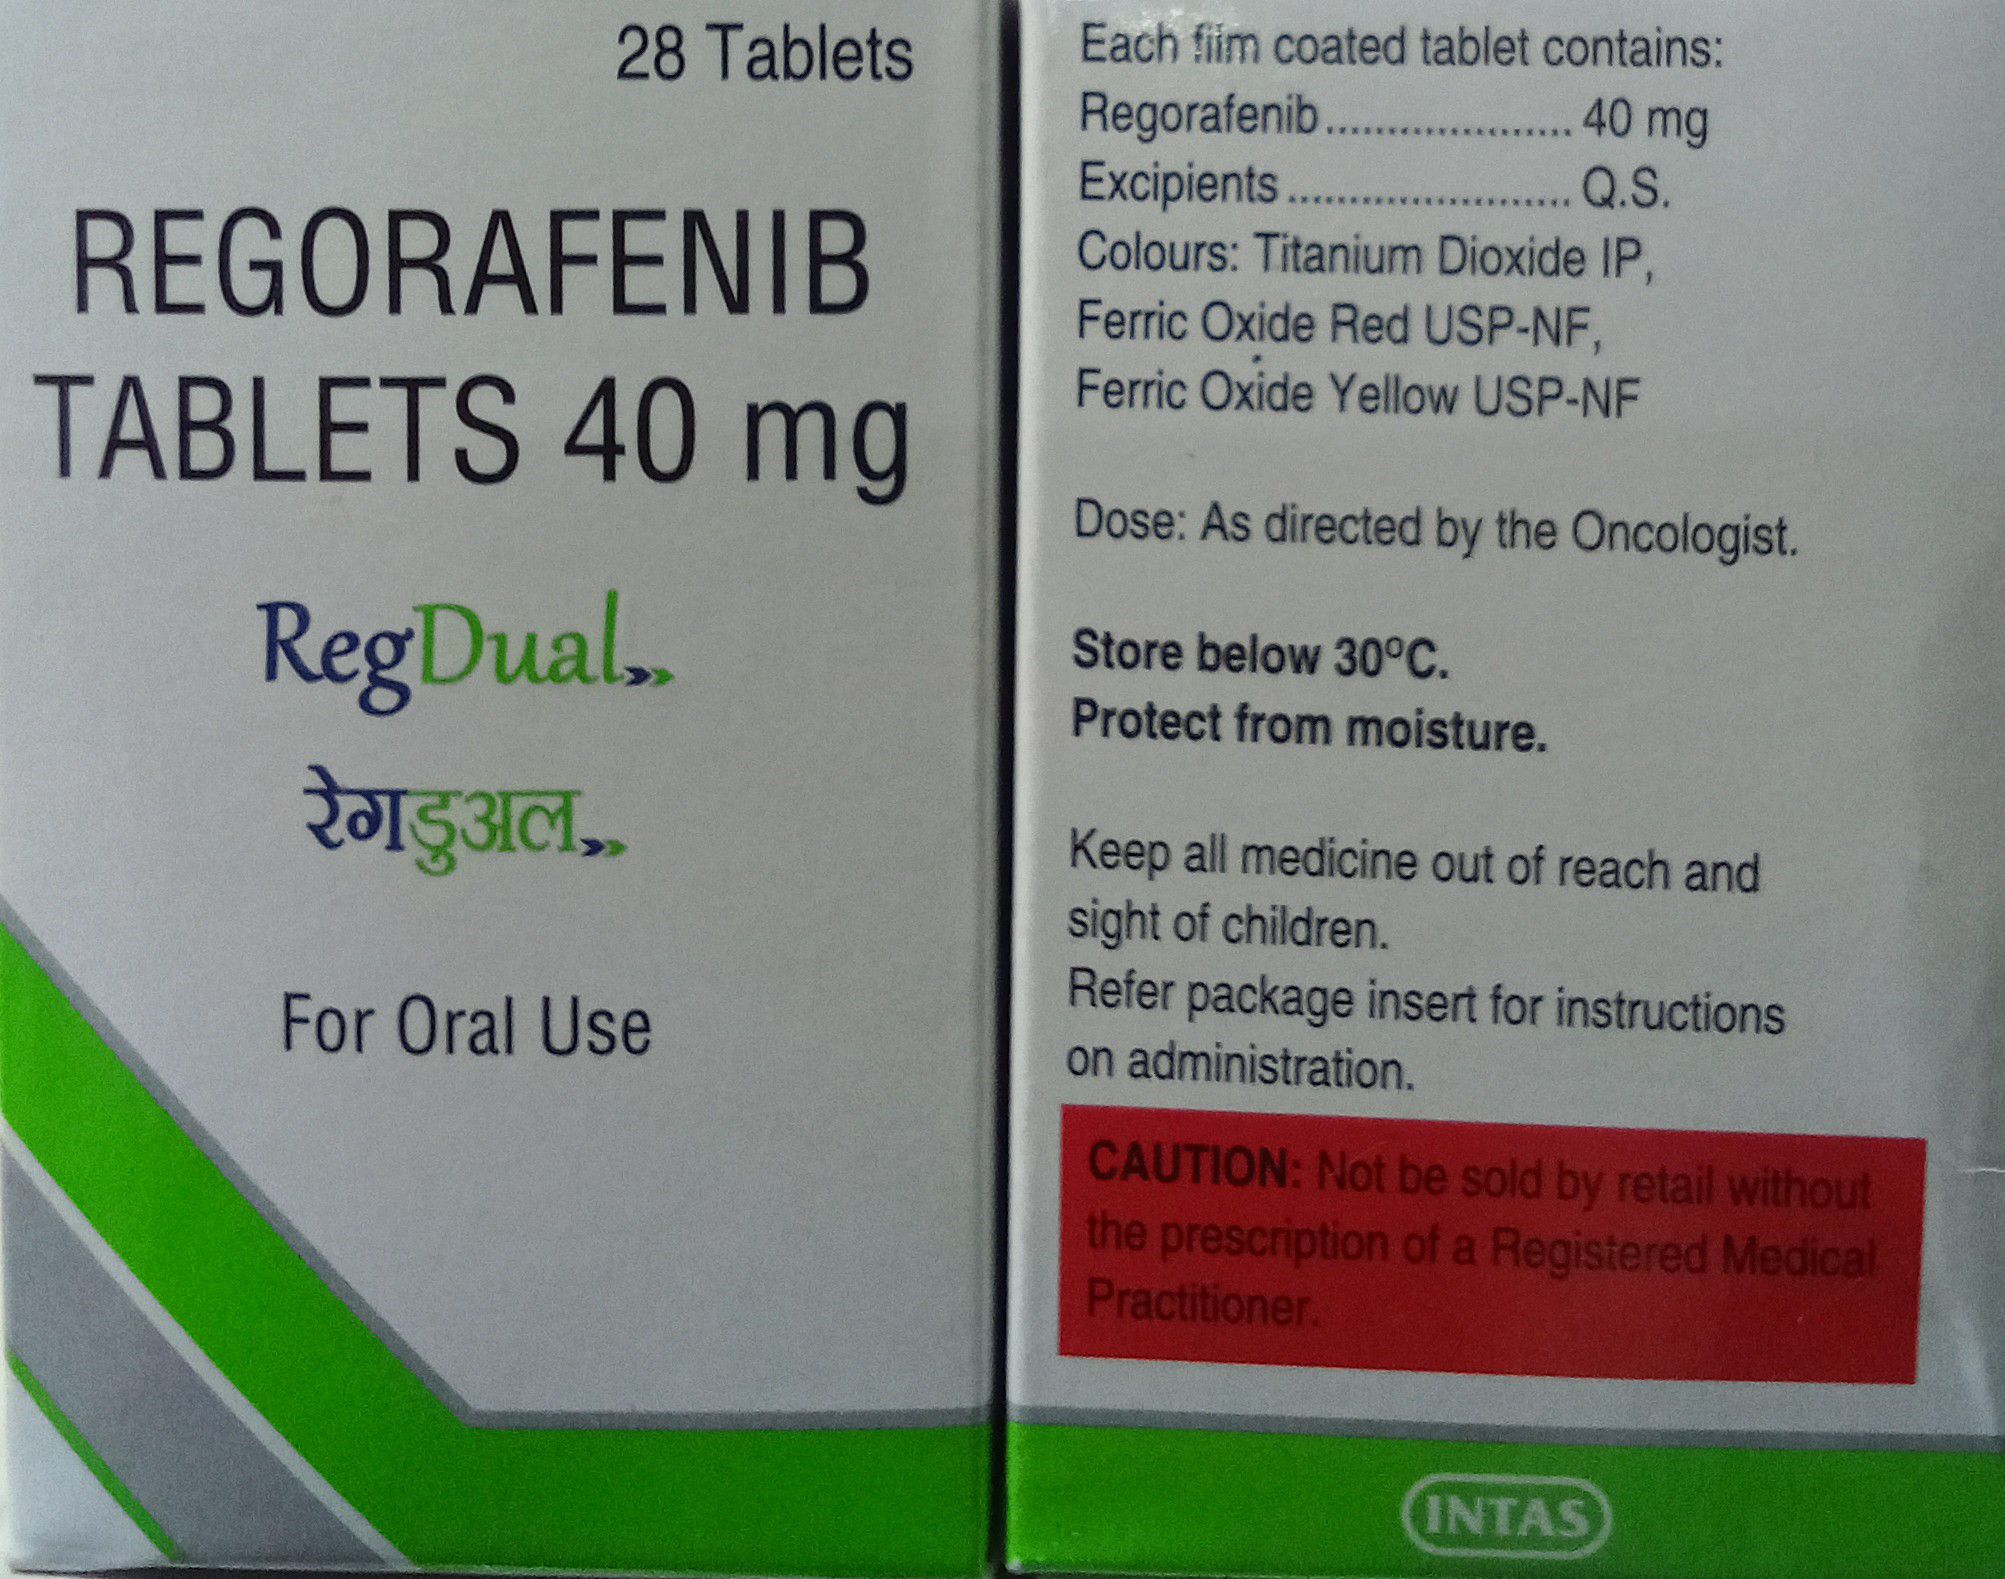 28 Tablets
REGORAFENIB
TABLETS 40 mg
RegDual
रेगडुअल
For Oral Use
Each film coated tablet contains:
Regorafenib..................... 40 mg
Excipients........................ Q.S.
Colours: Titanium Dioxide IP,
Ferric Oxide Red USP-NF,
Ferric Oxide Yellow USP-NF
Dose: As directed by the Oncologist.
Store below 30°C.
Protect from moisture.
Keep all medicine out of reach and
sight of children.
Refer package insert for instructions
on administration.
CAUTION: Not be sold by retail without
the prescription of a Registered Medical
Practitioner.
INTAS